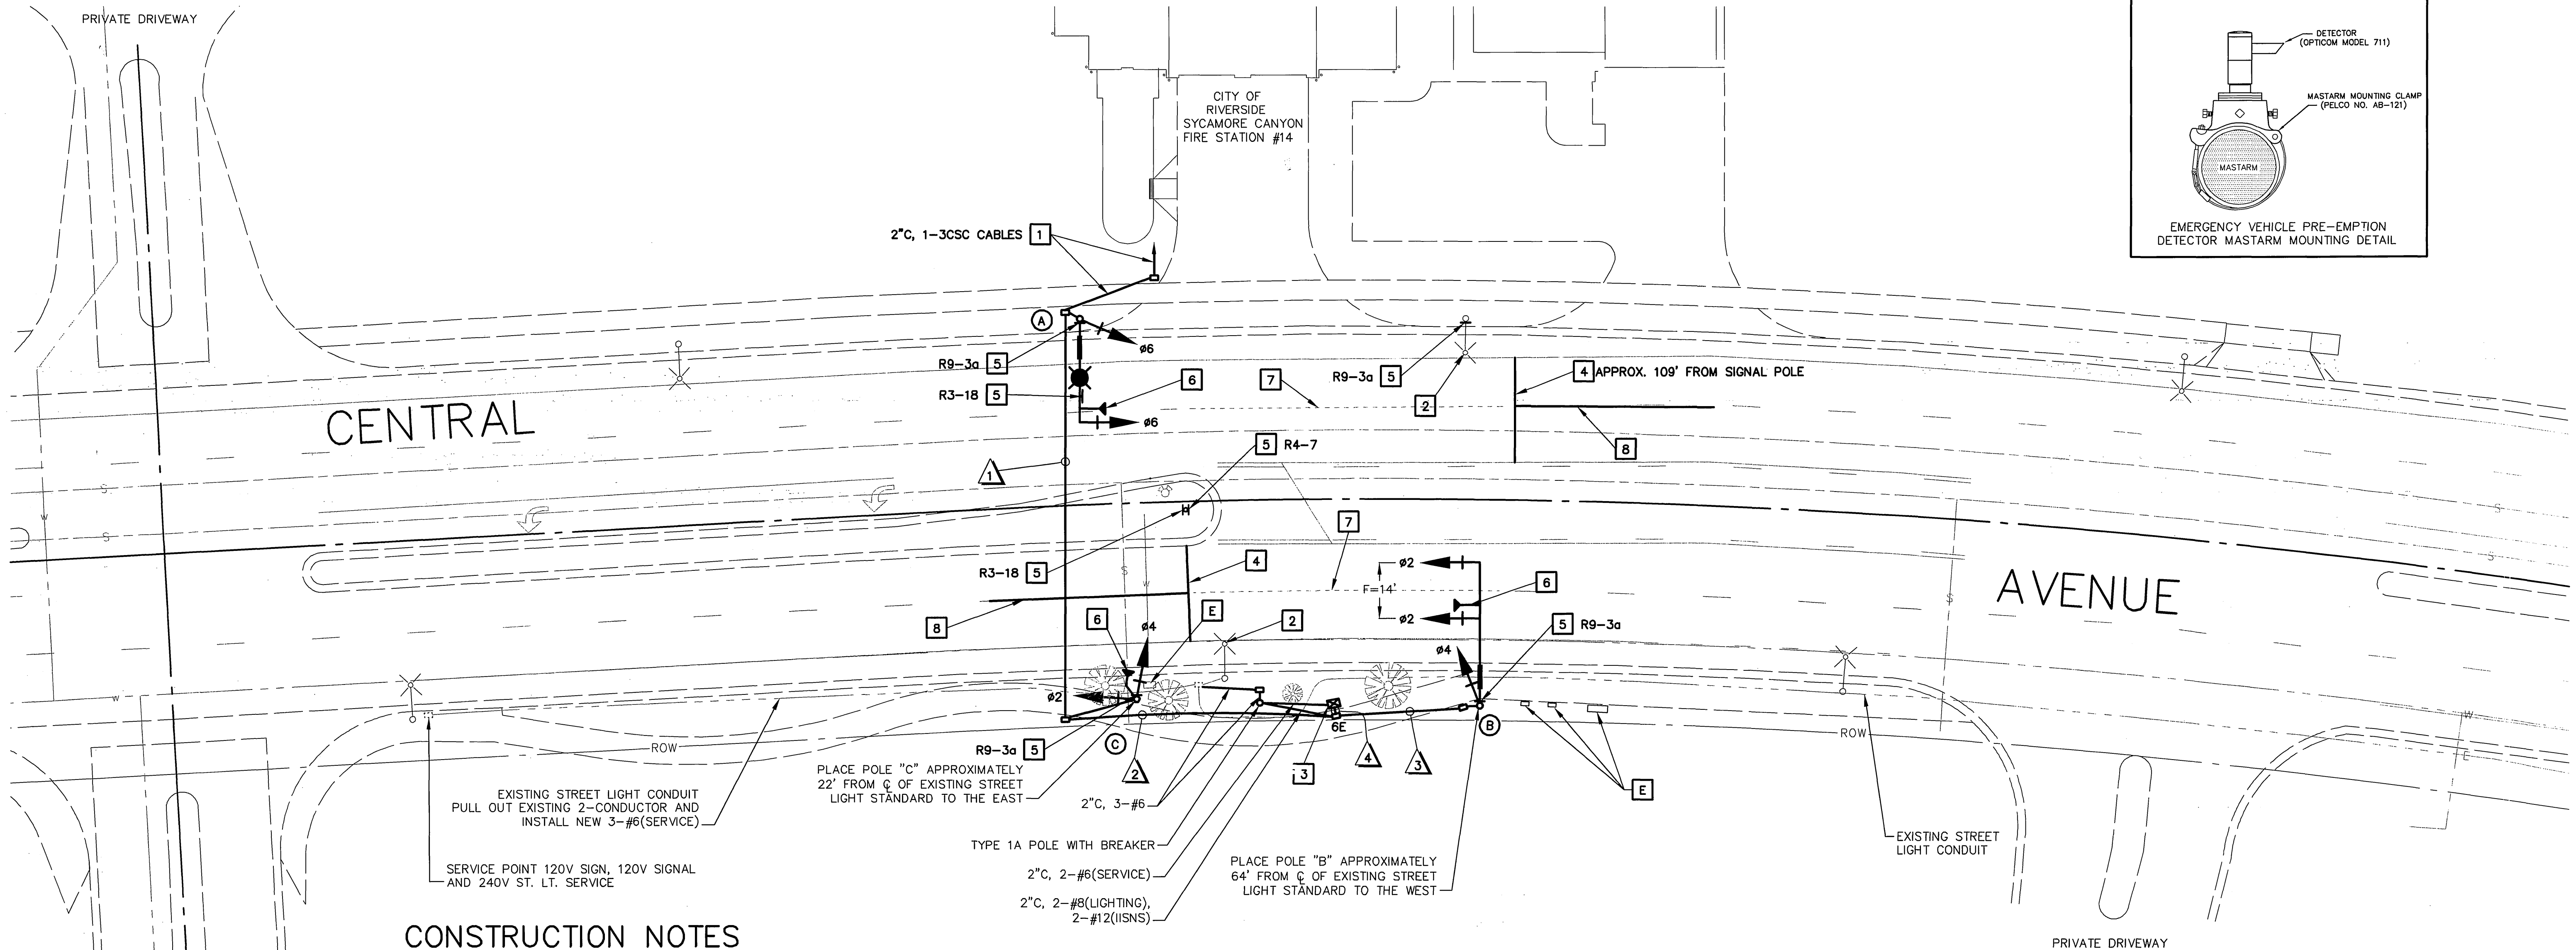 PRIVATE DRIVEWAY
DETECTOR
(OPTICOM MODEL 711)
MASTARM MOUNTING CLAMP
(PELCO NO. AB-121)
MASTARM
EMERGENCY VEHICLE PRE-EMPTION
DETECTOR MASTARM MOUNTING DETAIL
CITY OF
RIVERSIDE
SYCAMORE CANYON
FIRE STATION #14
2"C, 1-3CSC CABLES 1
A
ø6
R9-3a 5
R3-18 5
6
7
R9-3a 5
2
4 APPROX. 109' FROM SIGNAL POLE
ø6
8
CENTRAL
5 R4-7
1
S
W
S
7
R3-18 5
4
ø2
F=14'
ø2
6
AVENUE
S
S
S
S
W
8
6
E
ø4
2
5 R9-3a
ø4
ø2
W
W
E
ROW
R9-3a 5
C
2
6E
3
4
3
B
E
ROW
PLACE POLE "C" APPROXIMATELY
22' FROM ℄ OF EXISTING STREET
LIGHT STANDARD TO THE EAST
EXISTING STREET LIGHT CONDUIT
PULL OUT EXISTING 2-CONDUCTOR AND
INSTALL NEW 3-#6(SERVICE)
2"C, 3-#6
TYPE 1A POLE WITH BREAKER
2"C, 2-#6(SERVICE)
2"C, 2-#8(LIGHTING),
2-#12(IISNS)
PLACE POLE "B" APPROXIMATELY
64' FROM ℄ OF EXISTING STREET
LIGHT STANDARD TO THE WEST
EXISTING STREET
LIGHT CONDUIT
SERVICE POINT 120V SIGN, 120V SIGNAL
AND 240V ST. LT. SERVICE
CONSTRUCTION NOTES
PRIVATE DRIVEWAY